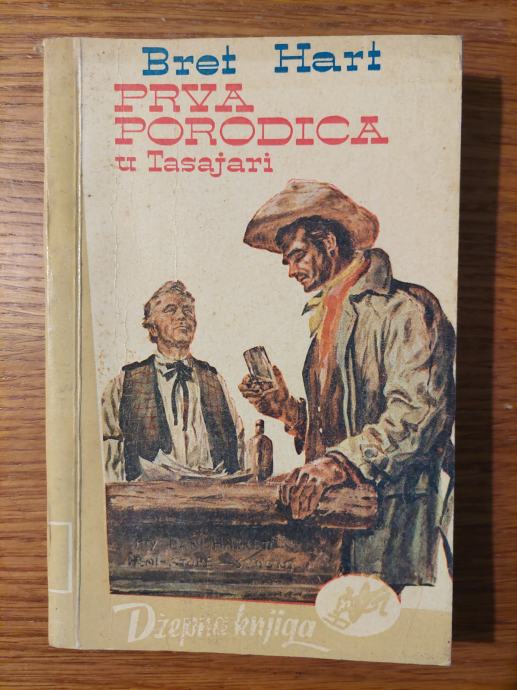 Bret Hart
PRVA
PORODICA
u Tasajari
Džepna knjiga